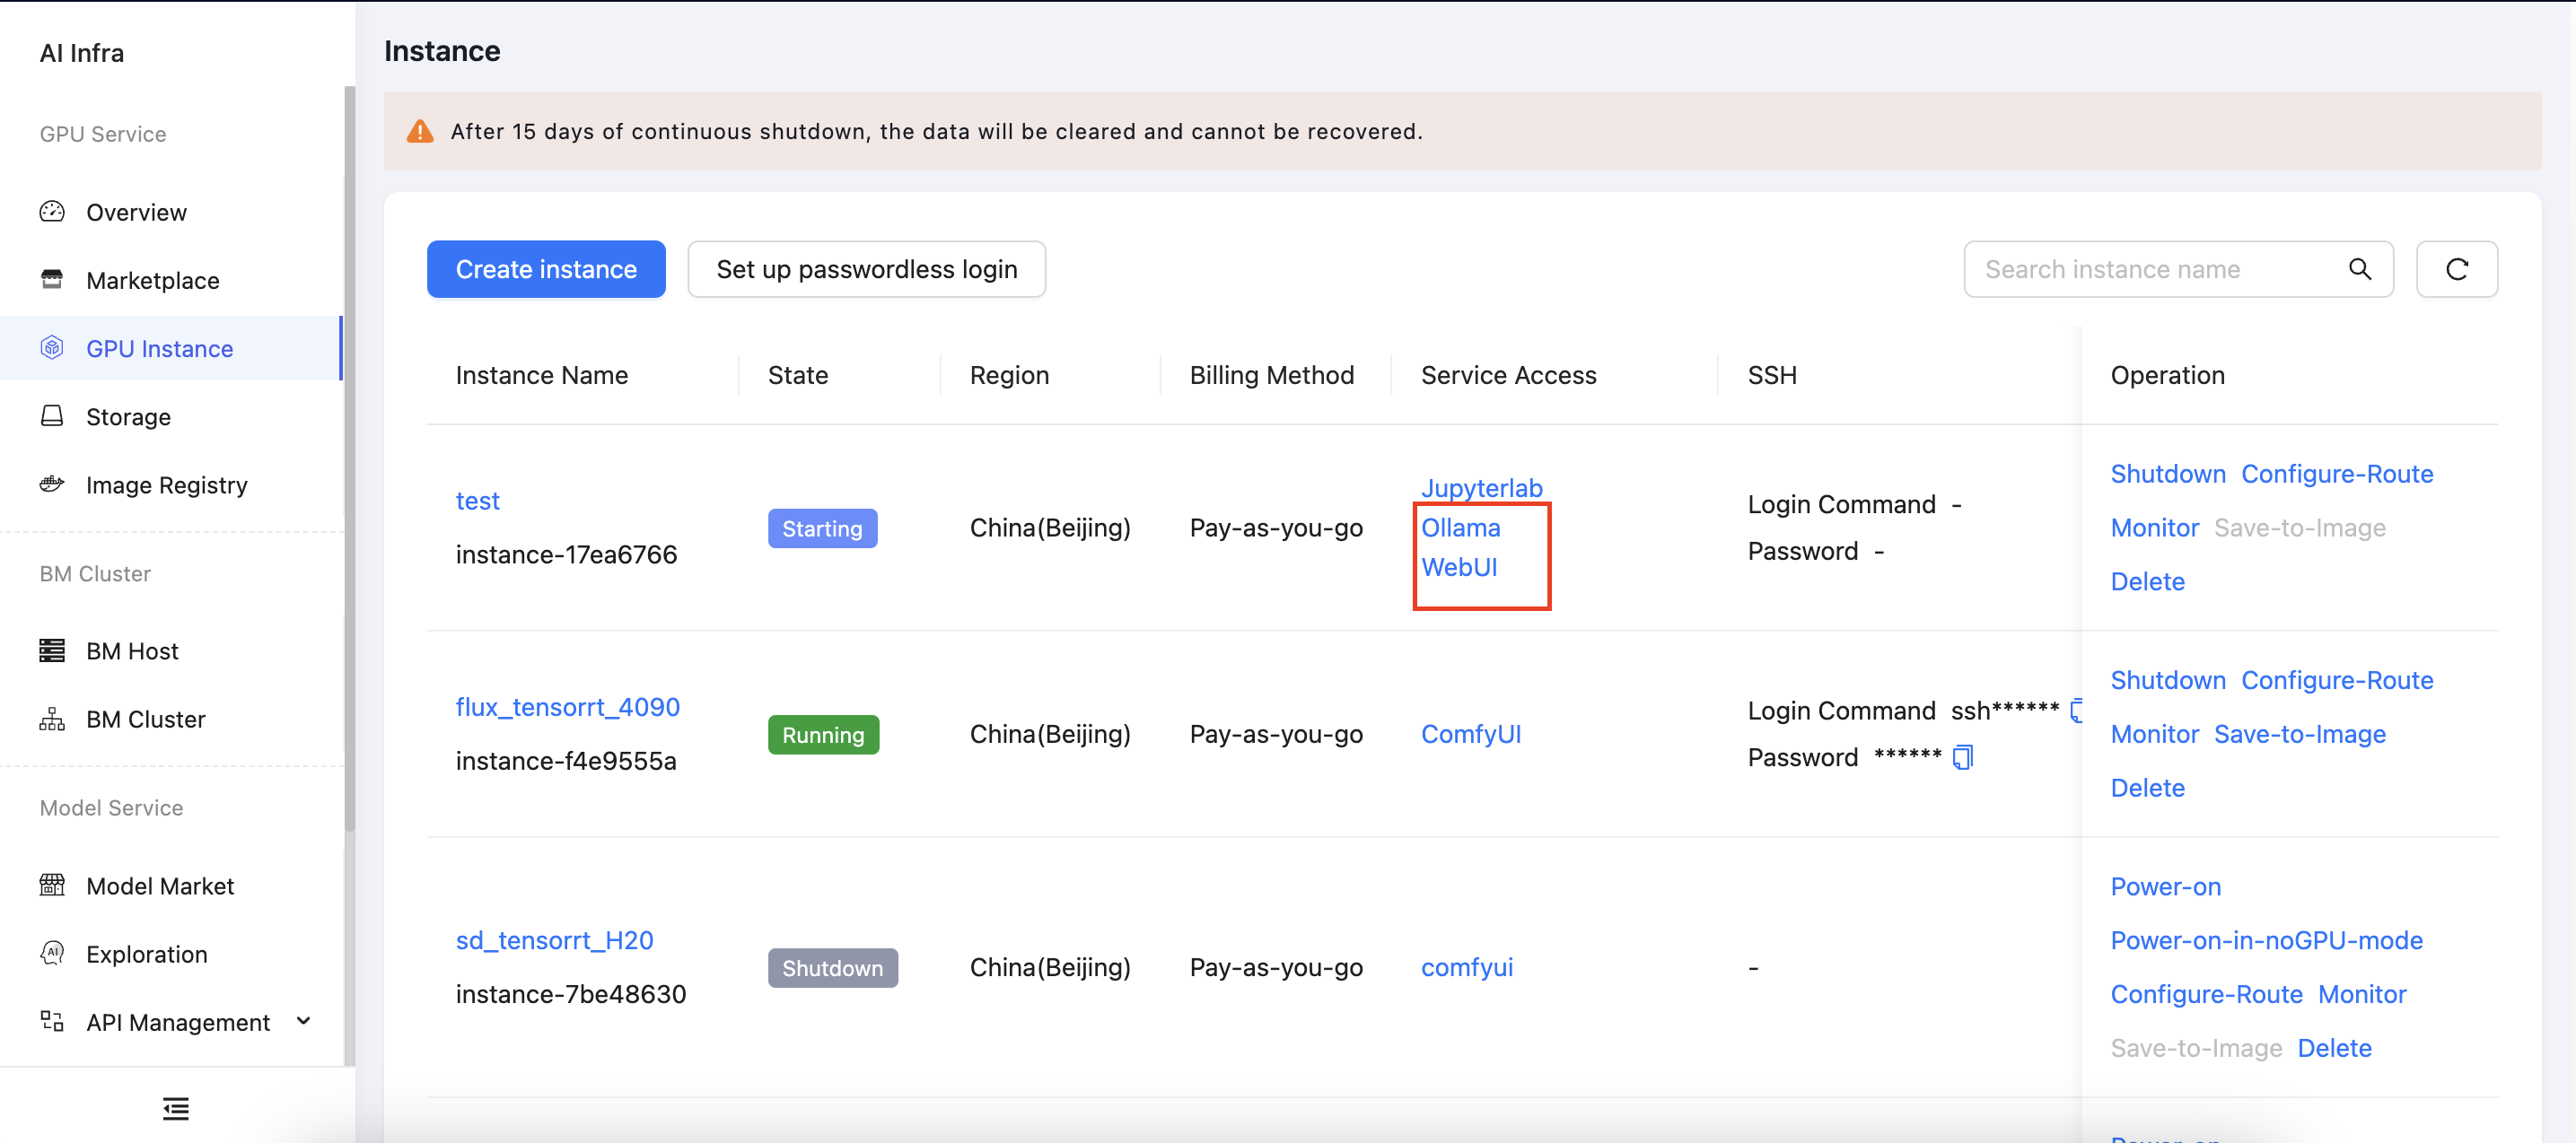 AI Infra
GPU Service
Overview
Marketplace
GPU Instance
Storage
Image Registry
BM Cluster
BM Host
BM Cluster
Model Service
Model Market
Exploration
API Management
Instance
After 15 days of continuous shutdown, the data will be cleared and cannot be recovered.
Create instance
Set up passwordless login
Search instance name
Instance Name
State
Region
Billing Method
Service Access
SSH
Operation
test
instance-17ea6766
Starting
China(Beijing)
Pay-as-you-go
Jupyterlab
Ollama
WebUI
Login Command -
Password -
Shutdown Configure-Route
Monitor Save-to-Image
Delete
flux_tensorrt_4090
instance-f4e9555a
Running
China(Beijing)
Pay-as-you-go
ComfyUI
Login Command ssh******
Password ******
Shutdown Configure-Route
Monitor Save-to-Image
Delete
sd_tensorrt_H20
instance-7be48630
Shutdown
China(Beijing)
Pay-as-you-go
comfyui
-
Power-on
Power-on-in-noGPU-mode
Configure-Route Monitor
Save-to-Image Delete